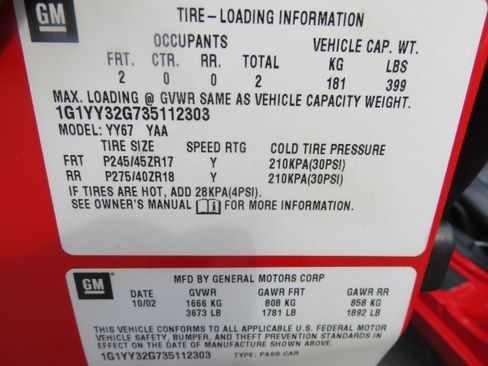 GM
TIRE-LOADING INFORMATION
OCCUPANTS VEHICLE CAP. WT.
FRT. CTR. RR. TOTAL KG LBS
2 0 0 2 181 399
MAX. LOADING @ GVWR SAME AS VEHICLE CAPACITY WEIGHT.
1G1YY32G735112303
MODEL: YY67 YAA
TIRE SIZE SPEED RTG COLD TIRE PRESSURE
FRT P245/45ZR17 Y 210KPA(30PSI)
RR P275/40ZR18 Y 210KPA(30PSI)
IF TIRES ARE HOT, ADD 28KPA(4PSI).
SEE OWNER'S MANUAL i FOR MORE INFORMATION.
GM
MFD BY GENERAL MOTORS CORP
DATE GVWR GAWR FRT GAWR RR
10/02 1666 KG 808 KG 858 KG
3673 LB 1781 LB 1892 LB
THIS VEHICLE CONFORMS TO ALL APPLICABLE U.S. FEDERAL MOTOR
VEHICLE SAFETY, BUMPER, AND THEFT PREVENTION STANDARDS IN
EFFECT ON THE DATE OF MANUFACTURE SHOWN ABOVE.
1G1YY32G735112303 TYPE: PASS CAR